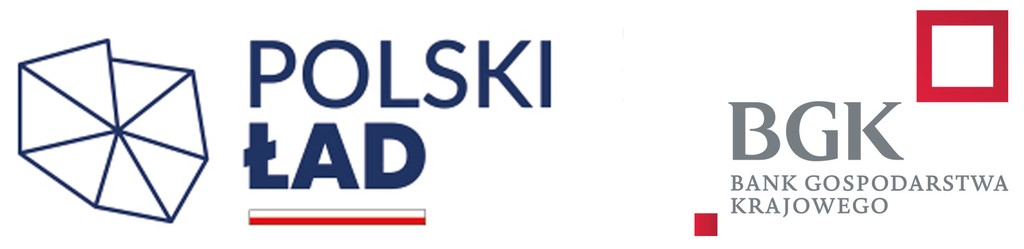 POLSKI
ŁAD
BGK
BANK GOSPODARSTWA
KRAJOWEGO